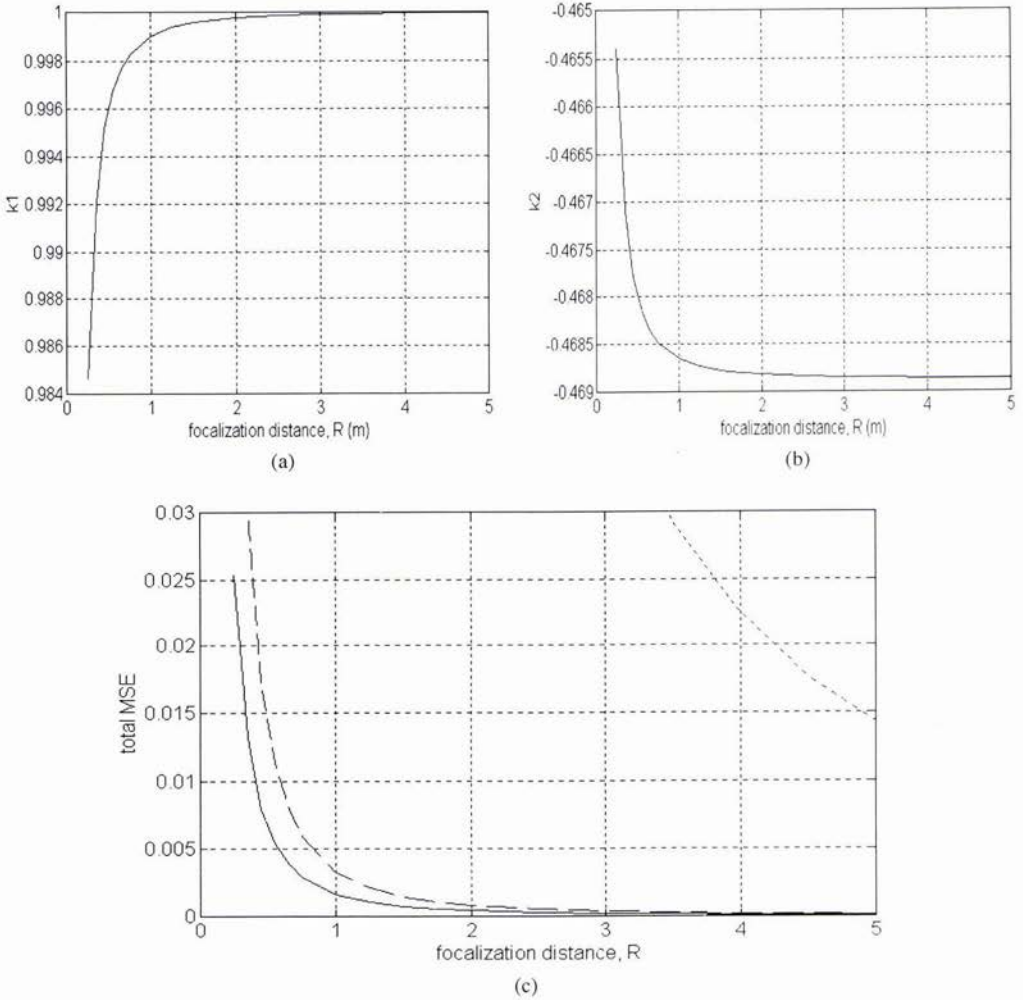 1
0.998
0.996
0.994
0.992
0.99
0.988
0.986
0.984
k1
0 1 2 3 4 5
focalization distance, R (m)
(a)
-0.465
-0.4655
-0.466
-0.4665
-0.467
-0.4675
-0.468
-0.4685
-0.469
k2
0 1 2 3 4 5
focalization distance, R (m)
(b)
0.03
0.025
0.02
0.015
0.01
0.005
0
total MSE
0 1 2 3 4 5
focalization distance, R
(c)